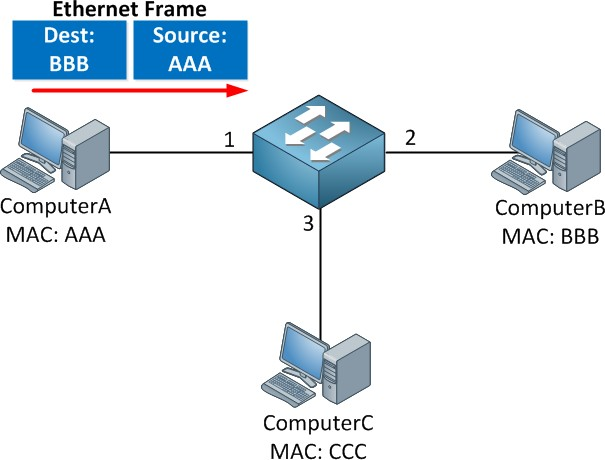 Ethernet Frame
Dest:
BBB
Source:
AAA
1
2
ComputerA
MAC: AAA
ComputerB
MAC: BBB
3
ComputerC
MAC: CCC